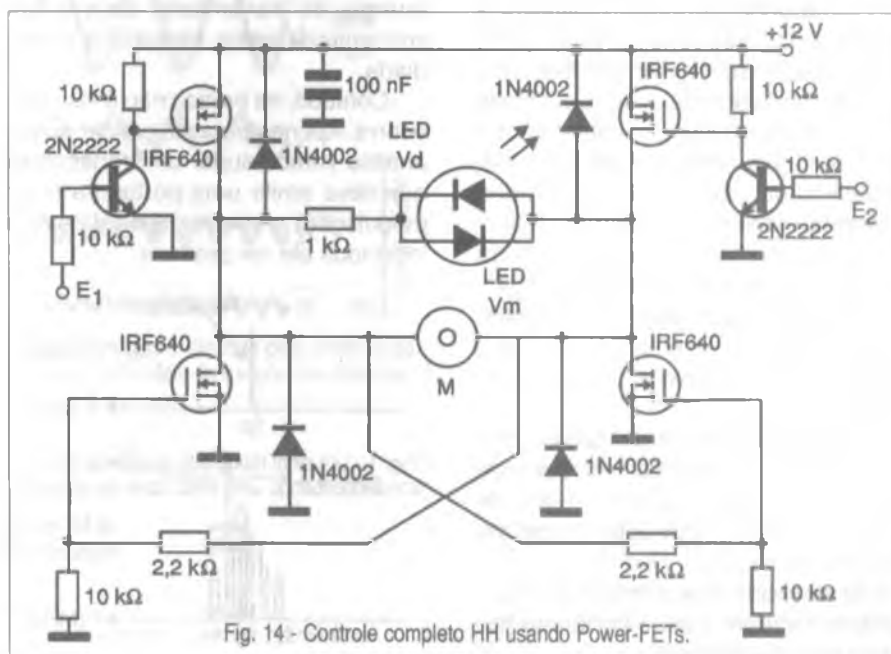 +12 V
10 kΩ
IRF640
10 kΩ
100 nF
1N4002
2N2222
IRF640
1N4002
LED
Vd
10 kΩ
E1
1 kΩ
LED
Vm
10 kΩ
E2
2N2222
IRF640
M
IRF640
1N4002
1N4002
2,2 kΩ
2,2 kΩ
10 kΩ
10 kΩ
Fig. 14 - Controle completo HH usando Power-FETs.